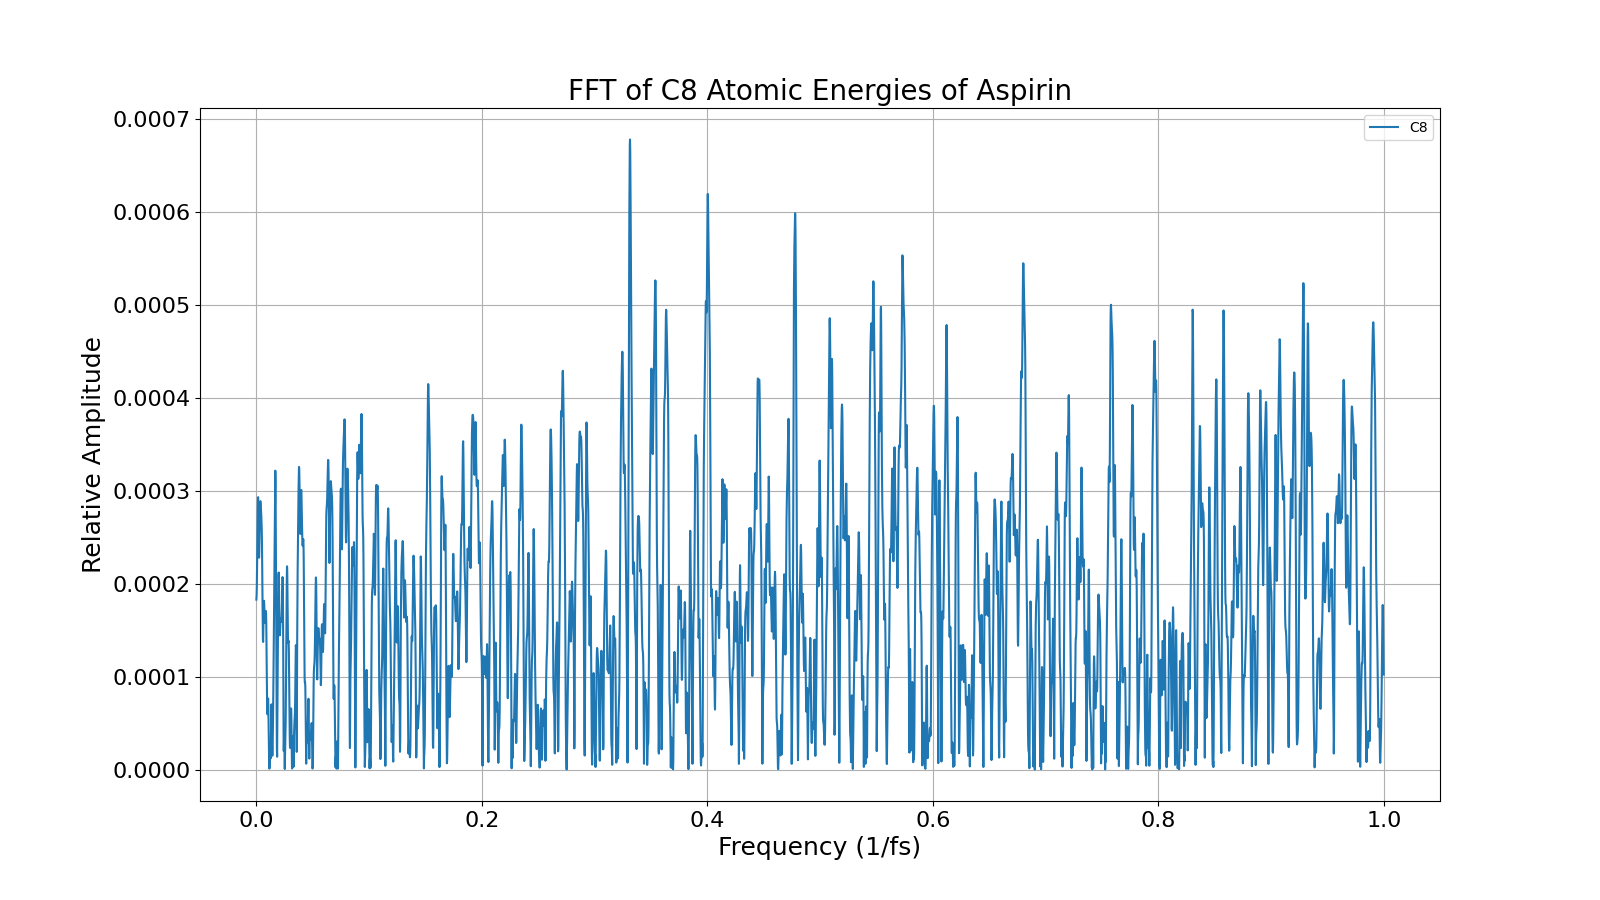 FFT of C8 Atomic Energies of Aspirin
C8
0.0007
0.0006
0.0005
0.0004
0.0003
0.0002
0.0001
0.0000
Relative Amplitude
0.0 0.2 0.4 0.6 0.8 1.0
Frequency (1/fs)